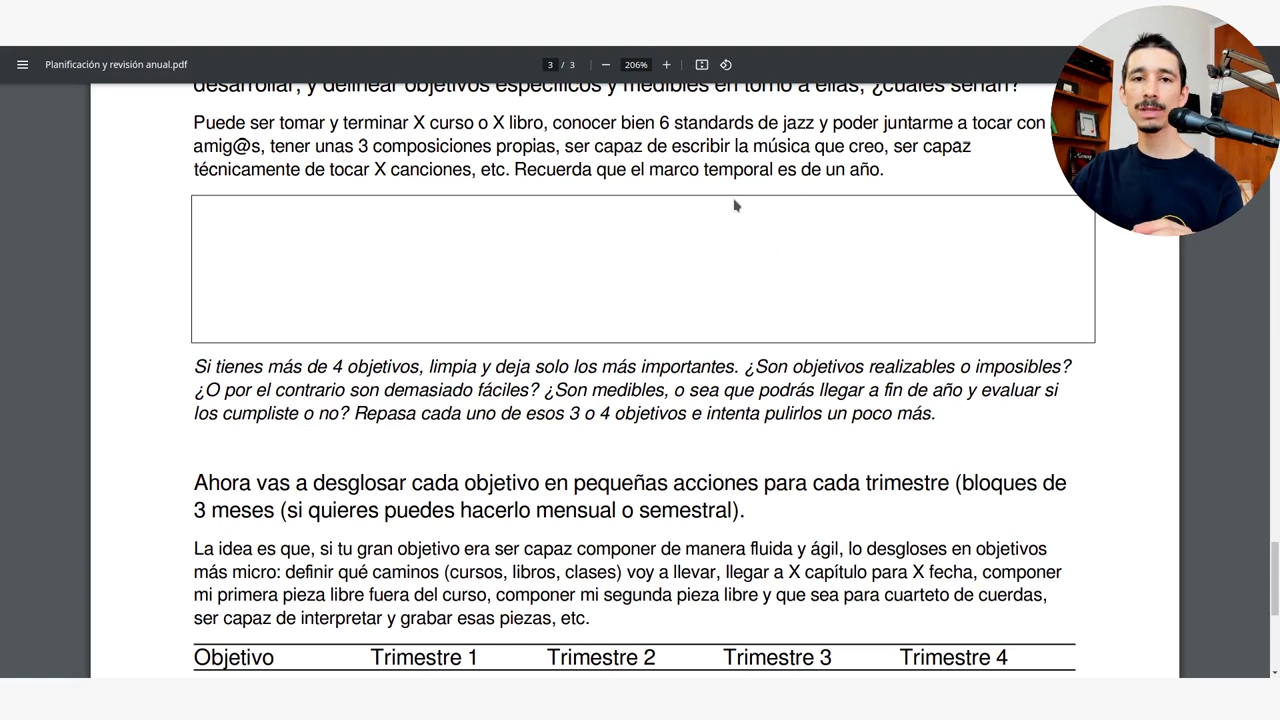 Planificación y revisión anual.pdf
3 / 3
206%
desarrollar, y delinear objetivos específicos y medibles en torno a ellas, ¿cuáles serían?
Puede ser tomar y terminar X curso o X libro, conocer bien 6 standards de jazz y poder juntarme a tocar con
amig@s, tener unas 3 composiciones propias, ser capaz de escribir la música que creo, ser capaz
técnicamente de tocar X canciones, etc. Recuerda que el marco temporal es de un año.
Si tienes más de 4 objetivos, limpia y deja solo los más importantes. ¿Son objetivos realizables o imposibles?
¿O por el contrario son demasiado fáciles? ¿Son medibles, o sea que podrás llegar a fin de año y evaluar si
los cumpliste o no? Repasa cada uno de esos 3 o 4 objetivos e intenta pulirlos un poco más.
Ahora vas a desglosar cada objetivo en pequeñas acciones para cada trimestre (bloques de
3 meses (si quieres puedes hacerlo mensual o semestral).
La idea es que, si tu gran objetivo era ser capaz componer de manera fluida y ágil, lo desgloses en objetivos
más micro: definir qué caminos (cursos, libros, clases) voy a llevar, llegar a X capítulo para X fecha, componer
mi primera pieza libre fuera del curso, componer mi segunda pieza libre y que sea para cuarteto de cuerdas,
ser capaz de interpretar y grabar esas piezas, etc.
Objetivo Trimestre 1 Trimestre 2 Trimestre 3 Trimestre 4